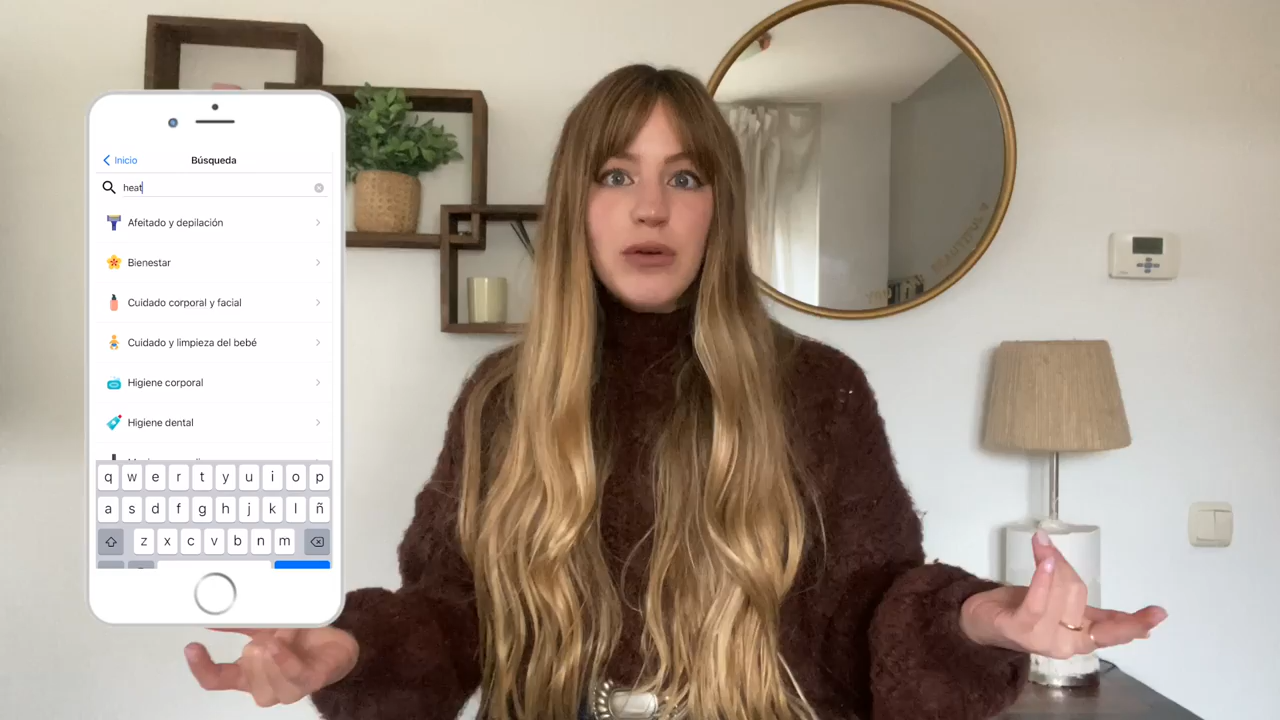 Inicio
Búsqueda
heat
Afeitado y depilación
Bienestar
Cuidado corporal y facial
Cuidado y limpieza del bebé
Higiene corporal
Higiene dental
q w e r t y u i o p
a s d f g h j k l ñ
z x c v b n m